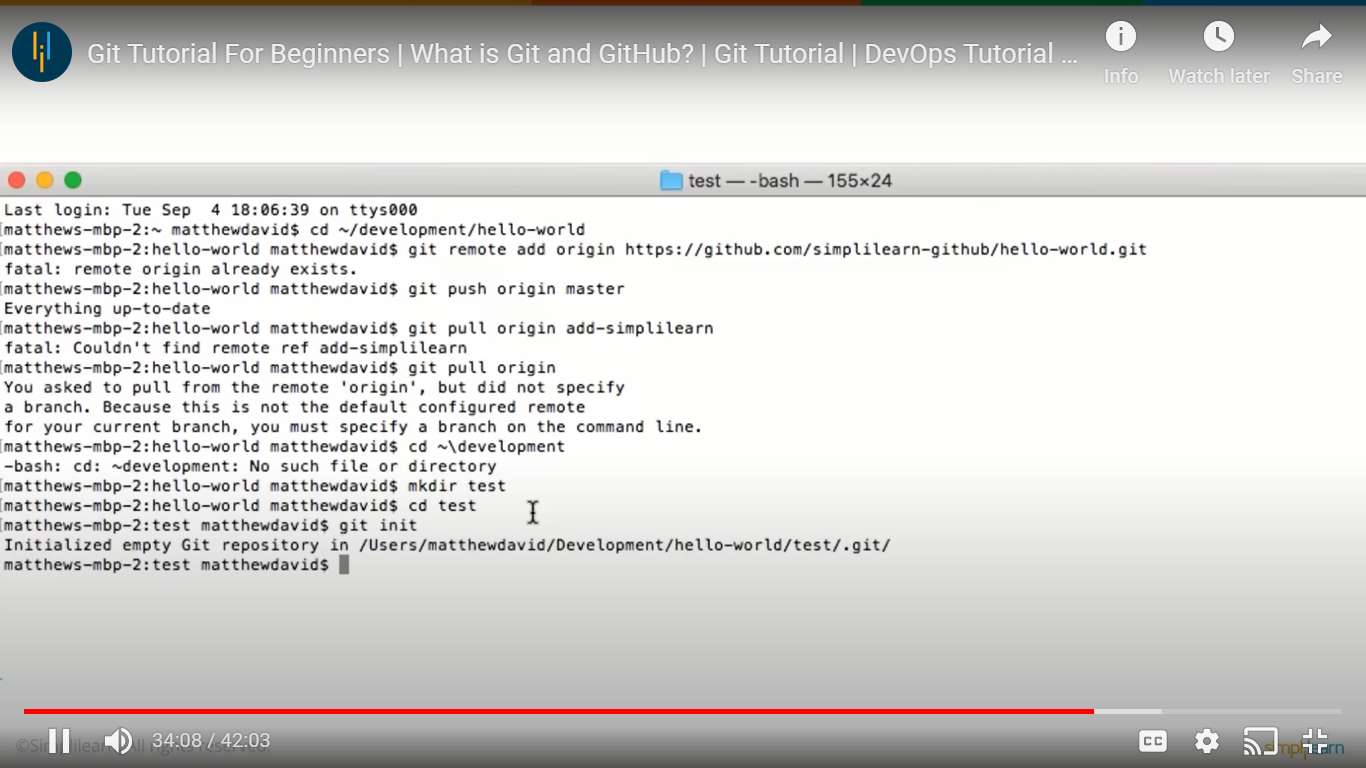 Git Tutorial For Beginners | What is Git and GitHub? | Git Tutorial | DevOps Tutorial ...
Info
Watch later
Share
test — -bash — 155×24
Last login: Tue Sep  4 18:06:39 on ttys000
[matthews-mbp-2:~ matthewdavid$ cd ~/development/hello-world
[matthews-mbp-2:hello-world matthewdavid$ git remote add origin https://github.com/simplilearn-github/hello-world.git
fatal: remote origin already exists.
[matthews-mbp-2:hello-world matthewdavid$ git push origin master
Everything up-to-date
[matthews-mbp-2:hello-world matthewdavid$ git pull origin add-simplilearn
fatal: Couldn't find remote ref add-simplilearn
[matthews-mbp-2:hello-world matthewdavid$ git pull origin
You asked to pull from the remote 'origin', but did not specify
a branch. Because this is not the default configured remote
for your current branch, you must specify a branch on the command line.
[matthews-mbp-2:hello-world matthewdavid$ cd ~\development
-bash: cd: ~development: No such file or directory
[matthews-mbp-2:hello-world matthewdavid$ mkdir test
[matthews-mbp-2:hello-world matthewdavid$ cd test
[matthews-mbp-2:test matthewdavid$ git init
Initialized empty Git repository in /Users/matthewdavid/Development/hello-world/test/.git/
matthews-mbp-2:test matthewdavid$
34:08 / 42:03
CC